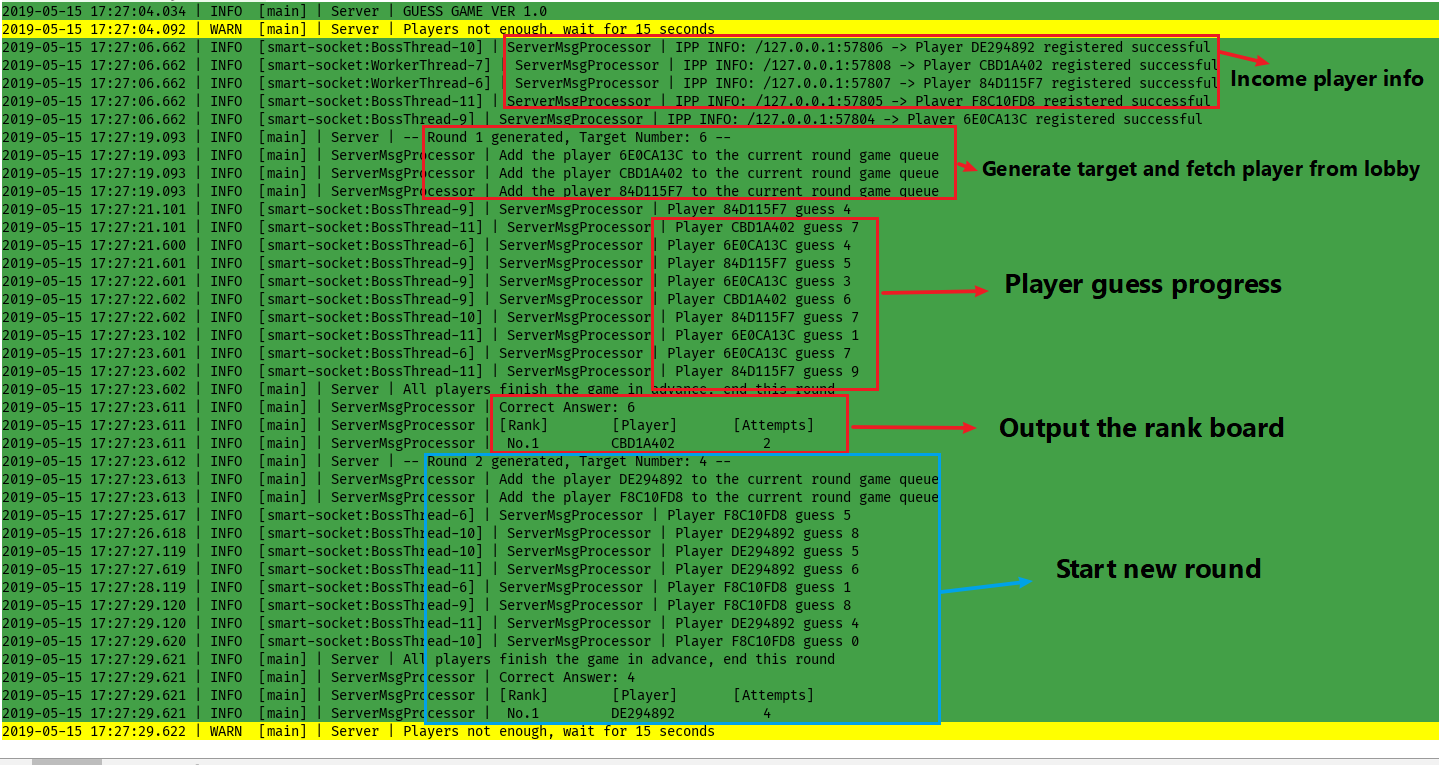 2019-05-15 17:27:04.034 | INFO  [main] | Server | GUESS GAME VER 1.0
2019-05-15 17:27:04.092 | WARN  [main] | Server | Players not enough, wait for 15 seconds
2019-05-15 17:27:06.662 | INFO  [smart-socket:BossThread-10] | ServerMsgProcessor | IPP INFO: /127.0.0.1:57806 -> Player DE294892 registered successful
2019-05-15 17:27:06.662 | INFO  [smart-socket:WorkerThread-7] | ServerMsgProcessor | IPP INFO: /127.0.0.1:57808 -> Player CBD1A402 registered successful
Income player info
2019-05-15 17:27:06.662 | INFO  [smart-socket:WorkerThread-6] | ServerMsgProcessor | IPP INFO: /127.0.0.1:57807 -> Player 84D115F7 registered successful
2019-05-15 17:27:06.662 | INFO  [smart-socket:BossThread-11] | ServerMsgProcessor | IPP INFO: /127.0.0.1:57805 -> Player F8C10FD8 registered successful
2019-05-15 17:27:06.662 | INFO  [smart-socket:BossThread-9] | ServerMsgProcessor | IPP INFO: /127.0.0.1:57804 -> Player 6E0CA13C registered successful
2019-05-15 17:27:19.093 | INFO  [main] | Server | -- Round 1 generated, Target Number: 6 --
2019-05-15 17:27:19.093 | INFO  [main] | ServerMsgProcessor | Add the player 6E0CA13C to the current round game queue
2019-05-15 17:27:19.093 | INFO  [main] | ServerMsgProcessor | Add the player CBD1A402 to the current round game queue
Generate target and fetch player from lobby
2019-05-15 17:27:19.093 | INFO  [main] | ServerMsgProcessor | Add the player 84D115F7 to the current round game queue
2019-05-15 17:27:21.101 | INFO  [smart-socket:BossThread-9] | ServerMsgProcessor | Player 84D115F7 guess 4
2019-05-15 17:27:21.101 | INFO  [smart-socket:BossThread-11] | ServerMsgProcessor | Player CBD1A402 guess 7
2019-05-15 17:27:21.600 | INFO  [smart-socket:BossThread-6] | ServerMsgProcessor | Player 6E0CA13C guess 4
2019-05-15 17:27:21.601 | INFO  [smart-socket:BossThread-9] | ServerMsgProcessor | Player 84D115F7 guess 5
2019-05-15 17:27:22.601 | INFO  [smart-socket:BossThread-9] | ServerMsgProcessor | Player 6E0CA13C guess 3
Player guess progress
2019-05-15 17:27:22.602 | INFO  [smart-socket:BossThread-9] | ServerMsgProcessor | Player CBD1A402 guess 6
2019-05-15 17:27:22.602 | INFO  [smart-socket:BossThread-10] | ServerMsgProcessor | Player 84D115F7 guess 7
2019-05-15 17:27:23.102 | INFO  [smart-socket:BossThread-11] | ServerMsgProcessor | Player 6E0CA13C guess 1
2019-05-15 17:27:23.601 | INFO  [smart-socket:BossThread-6] | ServerMsgProcessor | Player 6E0CA13C guess 7
2019-05-15 17:27:23.602 | INFO  [smart-socket:BossThread-11] | ServerMsgProcessor | Player 84D115F7 guess 9
2019-05-15 17:27:23.602 | INFO  [main] | Server | All players finish the game in advance, end this round
2019-05-15 17:27:23.611 | INFO  [main] | ServerMsgProcessor | Correct Answer: 6
2019-05-15 17:27:23.611 | INFO  [main] | ServerMsgProcessor | [Rank]        [Player]       [Attempts]
Output the rank board
2019-05-15 17:27:23.611 | INFO  [main] | ServerMsgProcessor |  No.1         CBD1A402           2
2019-05-15 17:27:23.612 | INFO  [main] | Server | -- Round 2 generated, Target Number: 4 --
2019-05-15 17:27:23.613 | INFO  [main] | ServerMsgProcessor | Add the player DE294892 to the current round game queue
2019-05-15 17:27:23.613 | INFO  [main] | ServerMsgProcessor | Add the player F8C10FD8 to the current round game queue
2019-05-15 17:27:25.617 | INFO  [smart-socket:BossThread-6] | ServerMsgProcessor | Player F8C10FD8 guess 5
2019-05-15 17:27:26.618 | INFO  [smart-socket:BossThread-10] | ServerMsgProcessor | Player DE294892 guess 8
2019-05-15 17:27:27.119 | INFO  [smart-socket:BossThread-10] | ServerMsgProcessor | Player DE294892 guess 5
2019-05-15 17:27:27.619 | INFO  [smart-socket:BossThread-11] | ServerMsgProcessor | Player DE294892 guess 6
Start new round
2019-05-15 17:27:28.119 | INFO  [smart-socket:BossThread-6] | ServerMsgProcessor | Player F8C10FD8 guess 1
2019-05-15 17:27:29.120 | INFO  [smart-socket:BossThread-9] | ServerMsgProcessor | Player F8C10FD8 guess 8
2019-05-15 17:27:29.120 | INFO  [smart-socket:BossThread-11] | ServerMsgProcessor | Player DE294892 guess 4
2019-05-15 17:27:29.620 | INFO  [smart-socket:BossThread-10] | ServerMsgProcessor | Player F8C10FD8 guess 0
2019-05-15 17:27:29.621 | INFO  [main] | Server | All players finish the game in advance, end this round
2019-05-15 17:27:29.621 | INFO  [main] | ServerMsgProcessor | Correct Answer: 4
2019-05-15 17:27:29.621 | INFO  [main] | ServerMsgProcessor | [Rank]        [Player]       [Attempts]
2019-05-15 17:27:29.621 | INFO  [main] | ServerMsgProcessor |  No.1         DE294892           4
2019-05-15 17:27:29.622 | WARN  [main] | Server | Players not enough, wait for 15 seconds